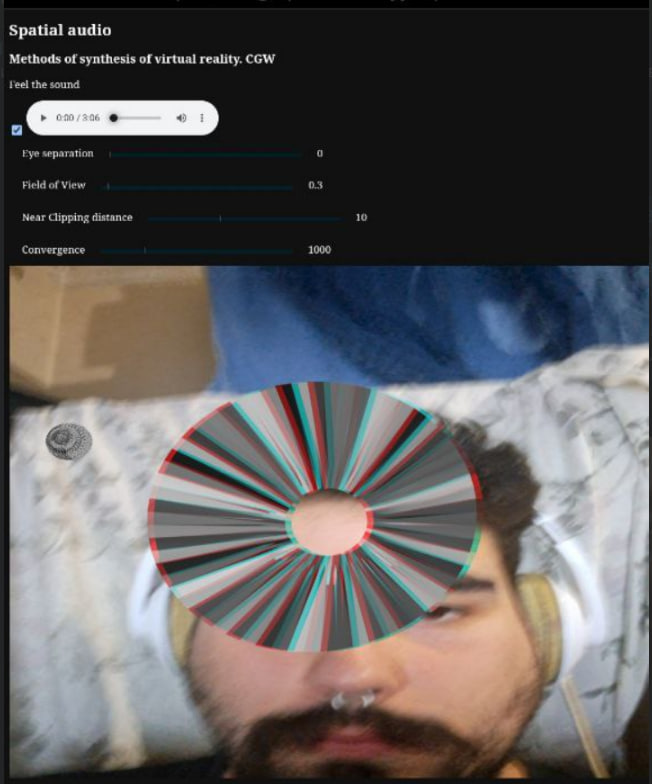 Spatial audio
Methods of synthesis of virtual reality. CGW
Feel the sound
0:00 / 3:06
Eye separation 0
Field of View 0.3
Near Clipping distance 10
Convergence 1000